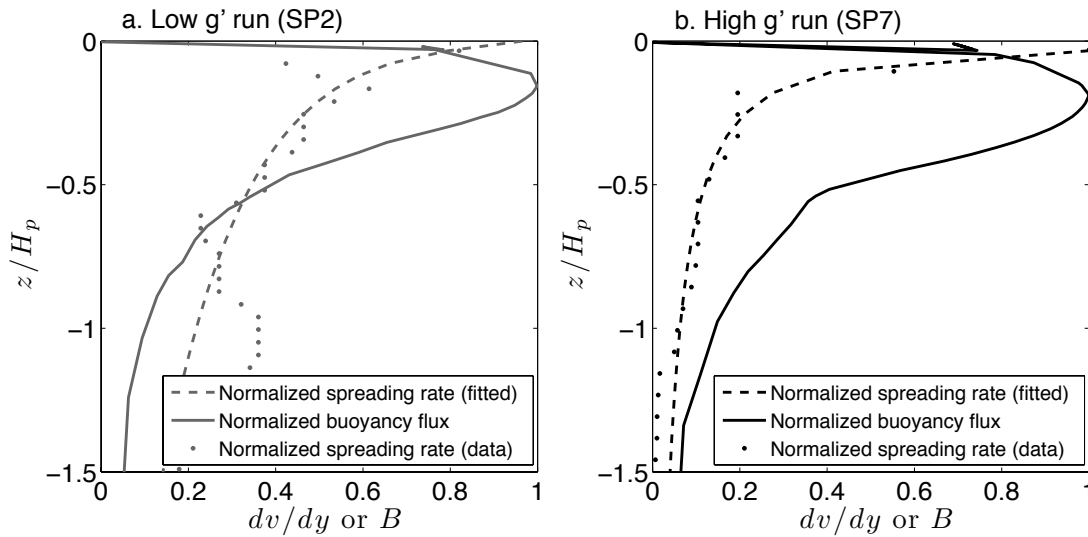 a. Low g' run (SP2)
0
−0.5
−1
−1.5
z/H_p
0
0.2
0.4
0.6
0.8
1
dv/dy or B
Normalized spreading rate (fitted)
Normalized buoyancy flux
Normalized spreading rate (data)
b. High g' run (SP7)
0
−0.5
−1
−1.5
z/H_p
0
0.2
0.4
0.6
0.8
1
dv/dy or B
Normalized spreading rate (fitted)
Normalized buoyancy flux
Normalized spreading rate (data)